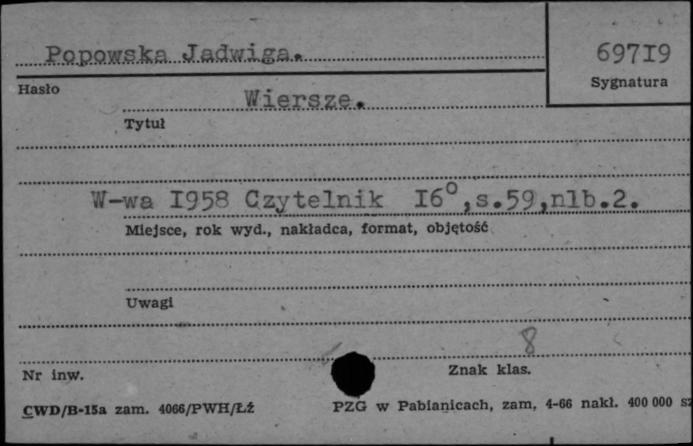 Popowska Jadwiga.
69719
Hasło
Sygnatura
Wiersze.
Tytuł
W-wa 1958 Czytelnik 16°,s.59,nlb.2.
Miejsce, rok wyd., nakładca, format, objętość
Uwagi
8
Nr inw.
Znak klas.
CWD/B-15a zam. 4066/PWH/Łź
PZG w Pabianicach, zam, 4-66 nakł. 400 000 sz